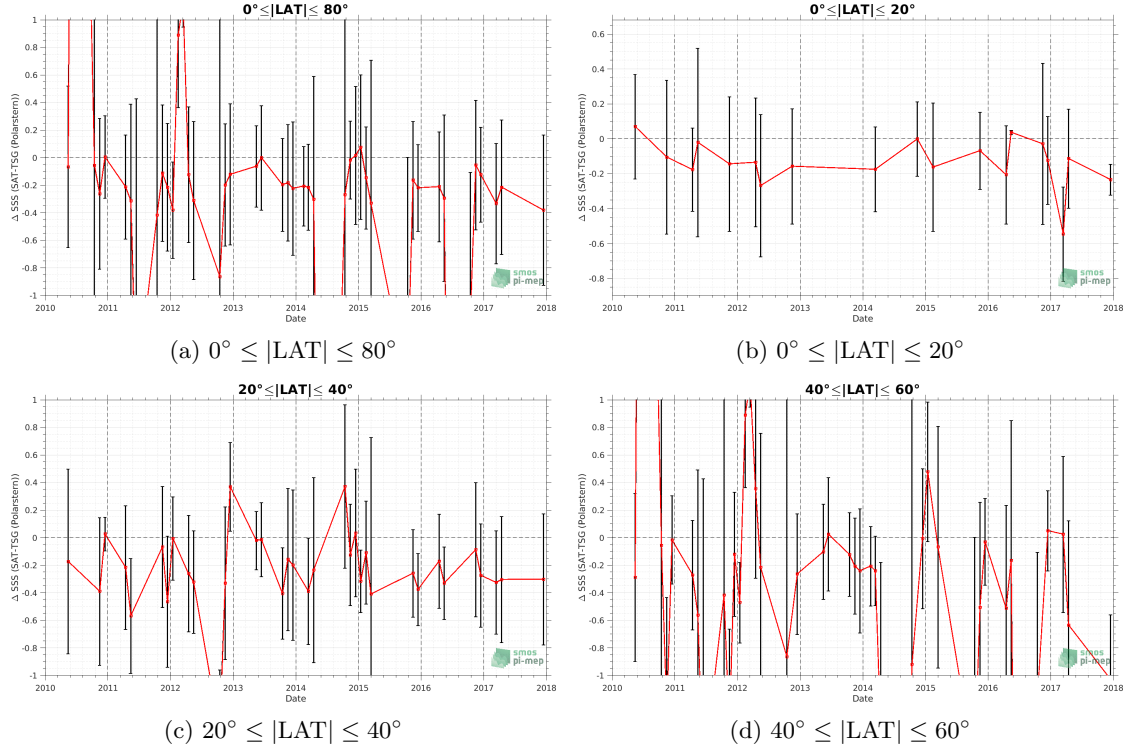 0°≤|LAT|≤ 80°
Δ SSS (SAT-TSG (Polarstern))
1
0.8
0.6
0.4
0.2
0
-0.2
-0.4
-0.6
-0.8
-1
2010 2011 2012 2013 2014 2015 2016 2017 2018
Date
smos
pi-mep
(a) 0° ≤ |LAT| ≤ 80°
0°≤|LAT|≤ 20°
Δ SSS (SAT-TSG (Polarstern))
0.6
0.4
0.2
0
-0.2
-0.4
-0.6
-0.8
2010 2011 2012 2013 2014 2015 2016 2017 2018
Date
smos
pi-mep
(b) 0° ≤ |LAT| ≤ 20°
20°≤|LAT|≤ 40°
Δ SSS (SAT-TSG (Polarstern))
1
0.8
0.6
0.4
0.2
0
-0.2
-0.4
-0.6
-0.8
-1
2010 2011 2012 2013 2014 2015 2016 2017 2018
Date
smos
pi-mep
(c) 20° ≤ |LAT| ≤ 40°
40°≤|LAT|≤ 60°
Δ SSS (SAT-TSG (Polarstern))
1
0.8
0.6
0.4
0.2
0
-0.2
-0.4
-0.6
-0.8
-1
2010 2011 2012 2013 2014 2015 2016 2017 2018
Date
smos
pi-mep
(d) 40° ≤ |LAT| ≤ 60°